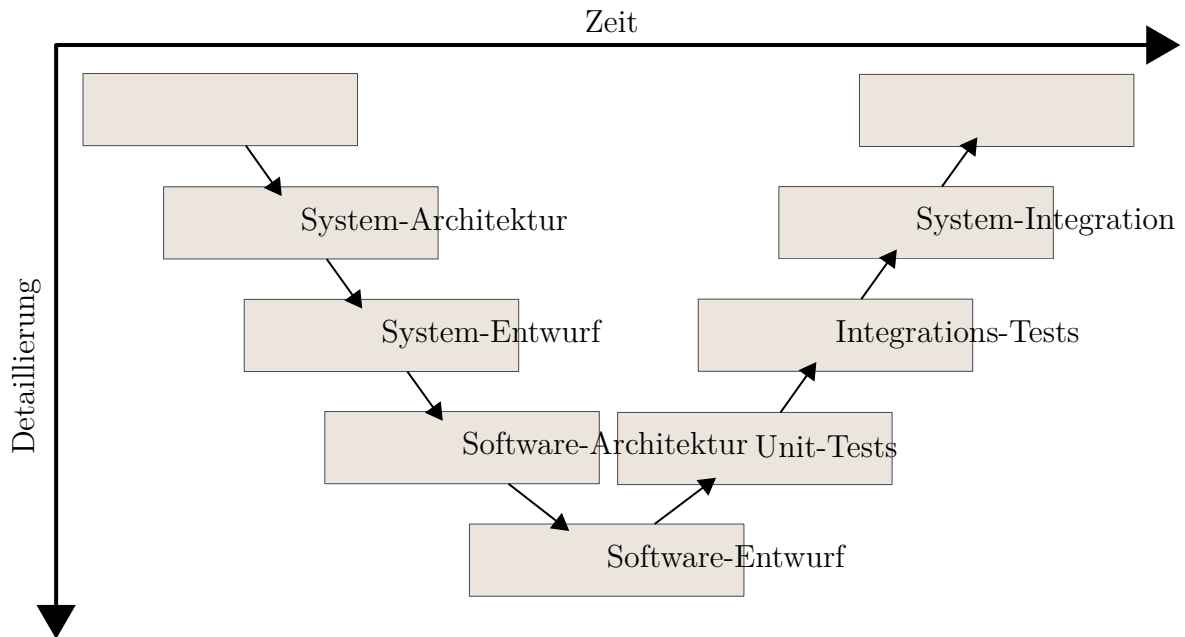 Zeit
System-Architektur
System-Integration
System-Entwurf
Integrations-Tests
Detaillierung
Software-Architektur
Unit-Tests
Software-Entwurf